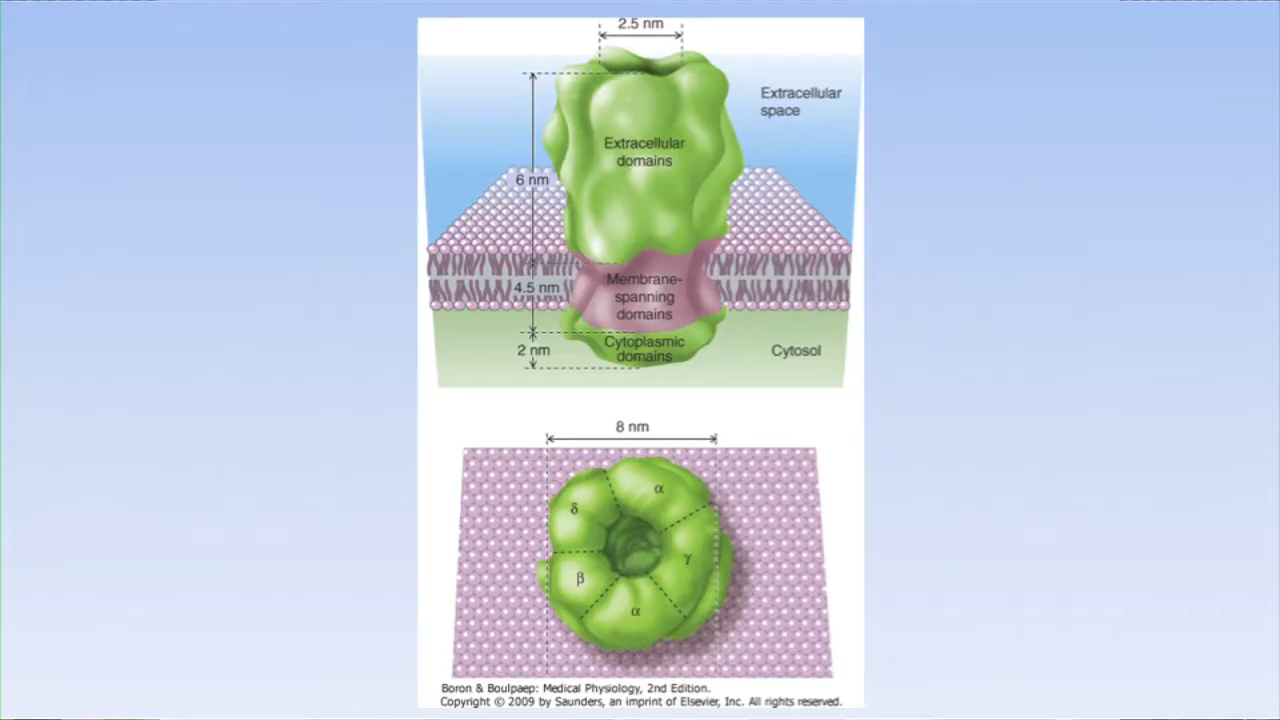 2.5 nm
Extracellular
space
Extracellular
domains
6 nm
Membrane-
spanning
domains
4.5 nm
Cytoplasmic
domains
2 nm
Cytosol
8 nm
α
δ
γ
β
α
Boron & Boulpaep: Medical Physiology, 2nd Edition.
Copyright © 2009 by Saunders, an imprint of Elsevier, Inc. All rights reserved.